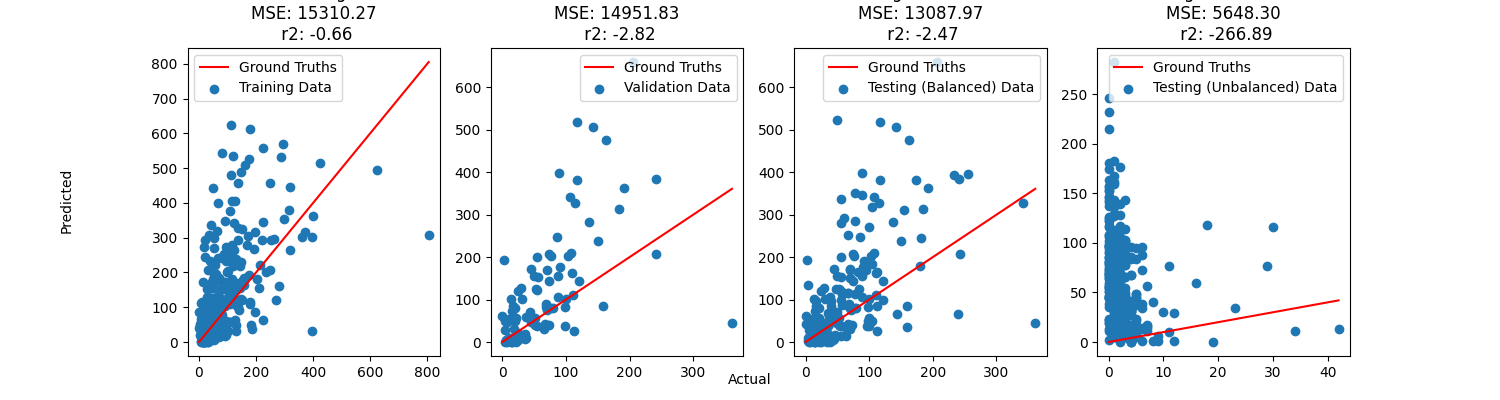 MSE: 15310.27
r2: -0.66
Ground Truths
Training Data
800
700
600
500
400
300
200
100
0
0 200 400 600 800
MSE: 14951.83
r2: -2.82
Ground Truths
Validation Data
600
500
400
300
200
100
0
0 100 200 300
MSE: 13087.97
r2: -2.47
Ground Truths
Testing (Balanced) Data
600
500
400
300
200
100
0
0 100 200 300
MSE: 5648.30
r2: -266.89
Ground Truths
Testing (Unbalanced) Data
250
200
150
100
50
0
0 10 20 30 40
Predicted
Actual